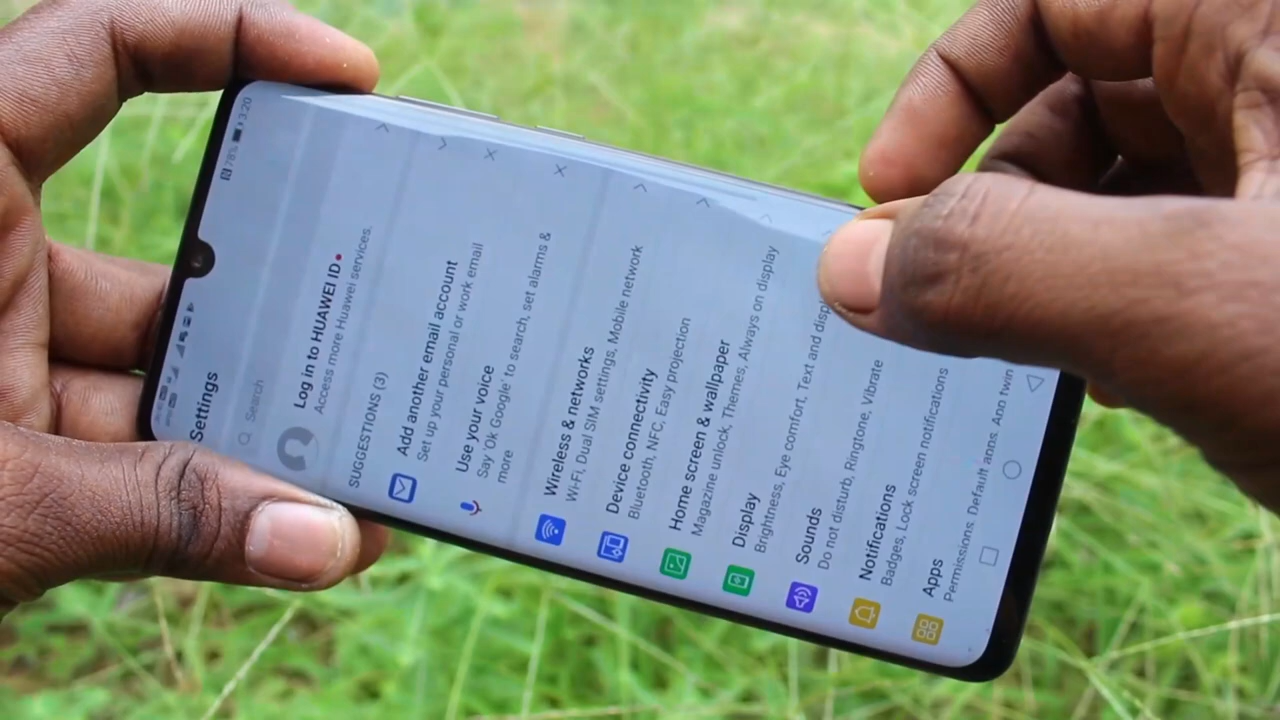 78% 3:20
Settings
Search
Log in to HUAWEI ID
Access more Huawei services.
SUGGESTIONS (3)
Add another email account
Set up your personal or work email
Use your voice
Say 'Ok Google' to search, set alarms &
more
Wireless & networks
Wi-Fi, Dual SIM settings, Mobile network
Device connectivity
Bluetooth, NFC, Easy projection
Home screen & wallpaper
Magazine unlock, Themes, Always on display
Display
Brightness, Eye comfort, Text and
Sounds
Do not disturb, Ringtone, Vibrate
Notifications
Badges, Lock screen notifications
Apps
Permissions, Default apps, App twin